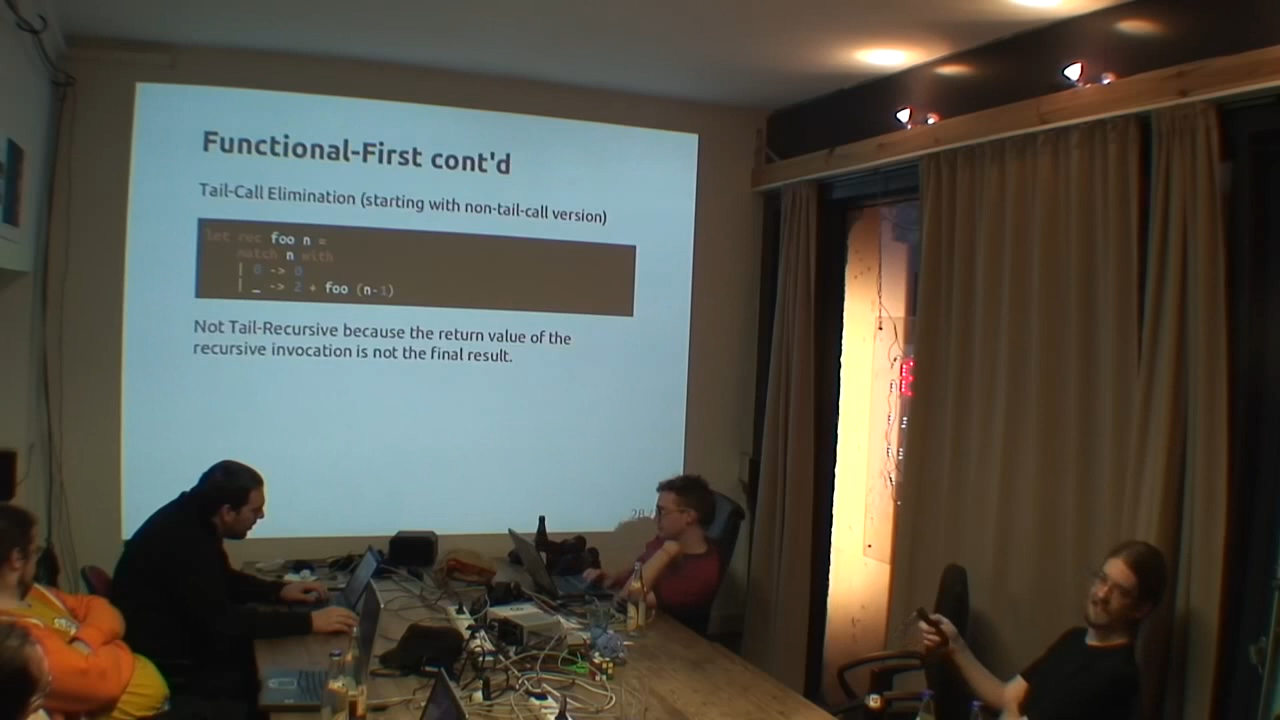 Functional-First cont'd
Tail-Call Elimination (starting with non-tail-call version)
let rec foo n =
match n with
| 0 -> 0
| _ -> 2 + foo (n-1)
Not Tail-Recursive because the return value of the
recursive invocation is not the final result.